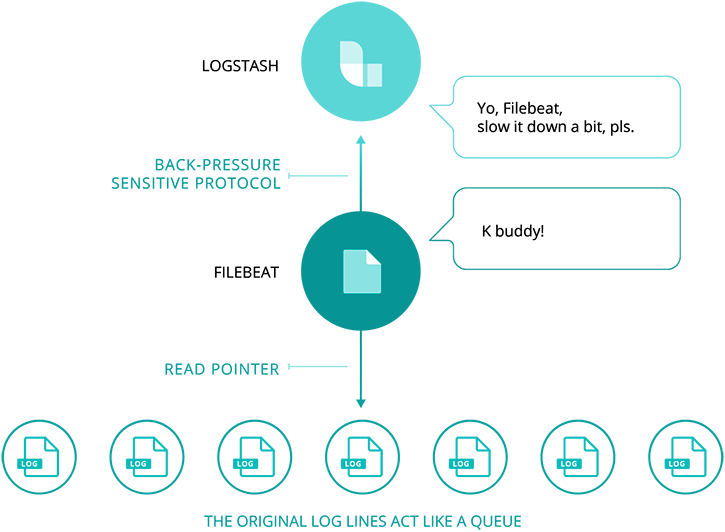 LOGSTASH
Yo, Filebeat,
slow it down a bit, pls.
BACK-PRESSURE
SENSITIVE PROTOCOL
K buddy!
FILEBEAT
READ POINTER
LOG LOG LOG LOG LOG LOG LOG
THE ORIGINAL LOG LINES ACT LIKE A QUEUE